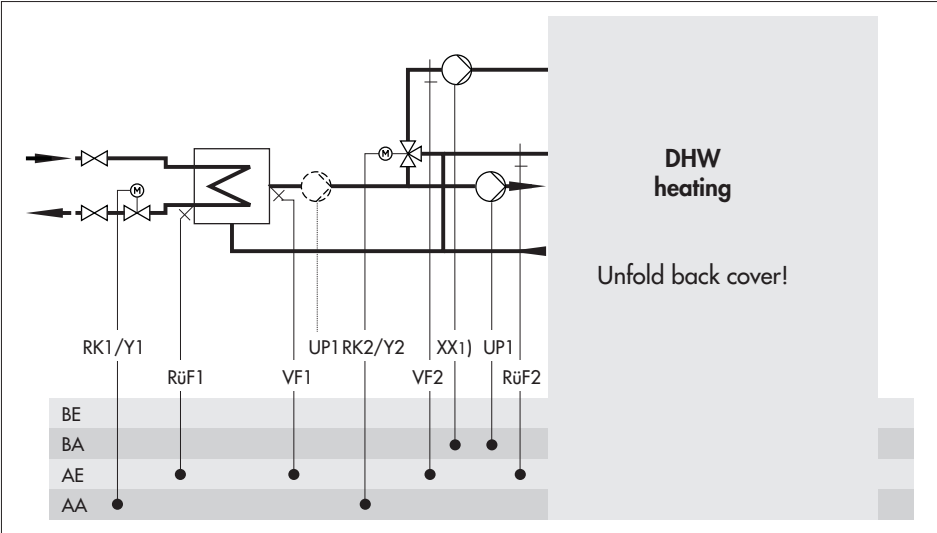 M
M
DHW
heating
Unfold back cover!
RK1/Y1 UP1 RK2/Y2 XX1) UP1
RüF1 VF1 VF2 RüF2
BE
BA
AE
AA